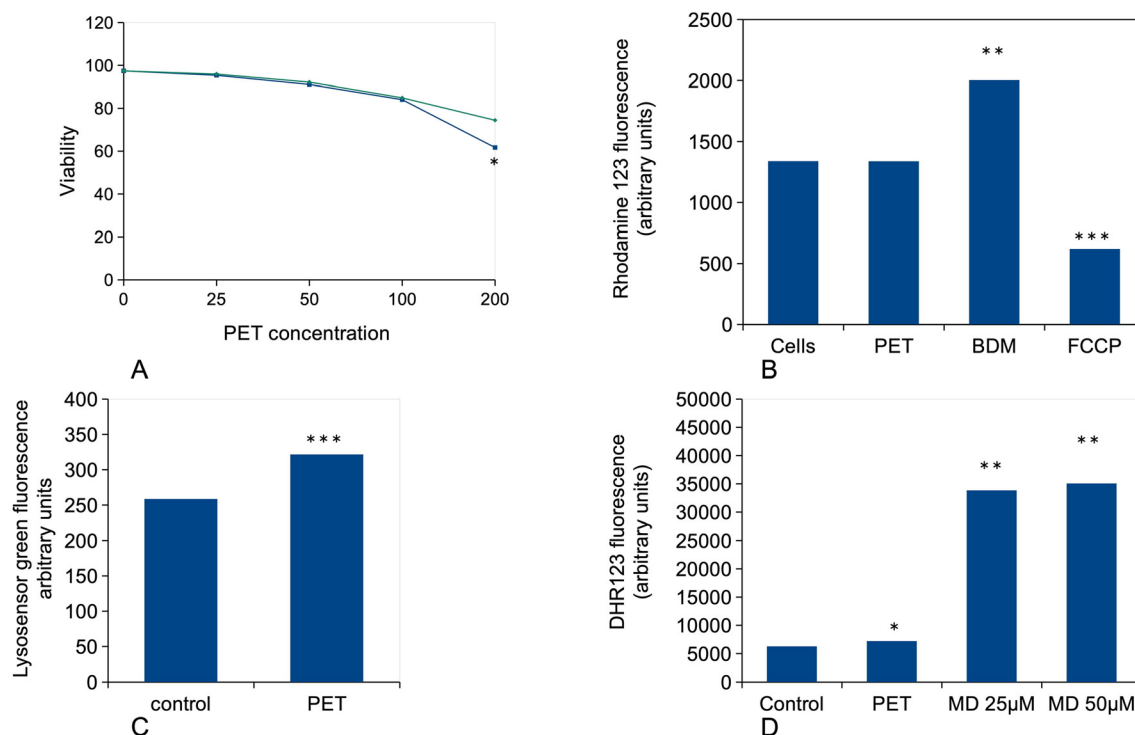 120
100
80
60
40
20
0
Viability
*
0 25 50 100 200
PET concentration
A
2500
2000
1500
1000
500
0
Rhodamine 123 fluorescence
(arbitrary units)
**
***
Cells PET BDM FCCP
B
400
350
300
250
200
150
100
50
0
Lysosensor green fluorescence
arbitrary units
***
control PET
C
50000
45000
40000
35000
30000
25000
20000
15000
10000
5000
0
DHR123 fluorescence
(arbitrary units)
*
**
**
Control PET MD 25µM MD 50µM
D